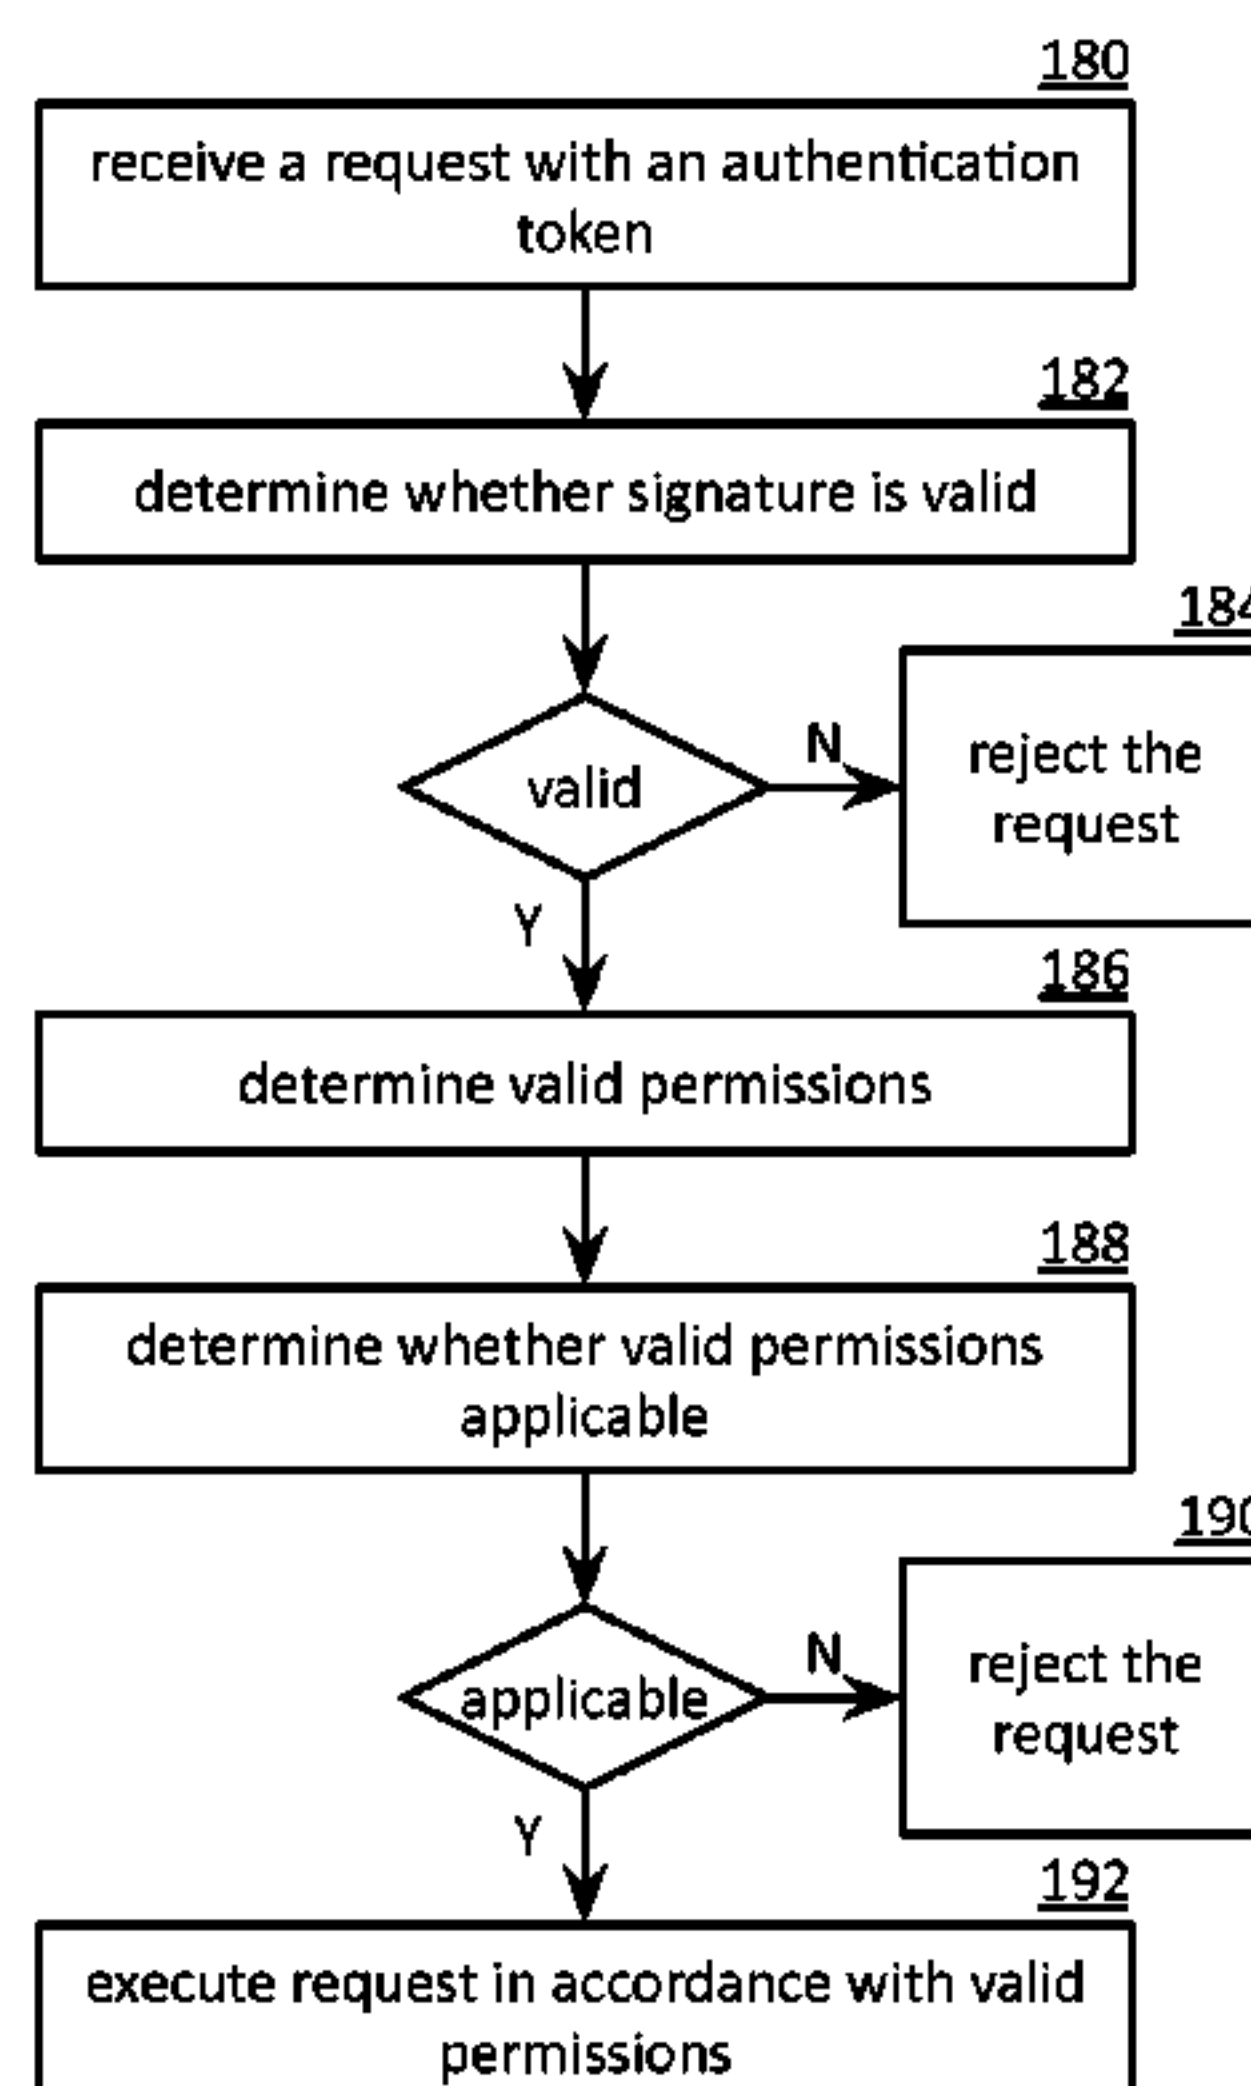 180
receive a request with an authentication
token
182
determine whether signature is valid
184
valid
N
reject the
request
Y
186
determine valid permissions
188
determine whether valid permissions
applicable
190
applicable
N
reject the
request
Y
192
execute request in accordance with valid
permissions